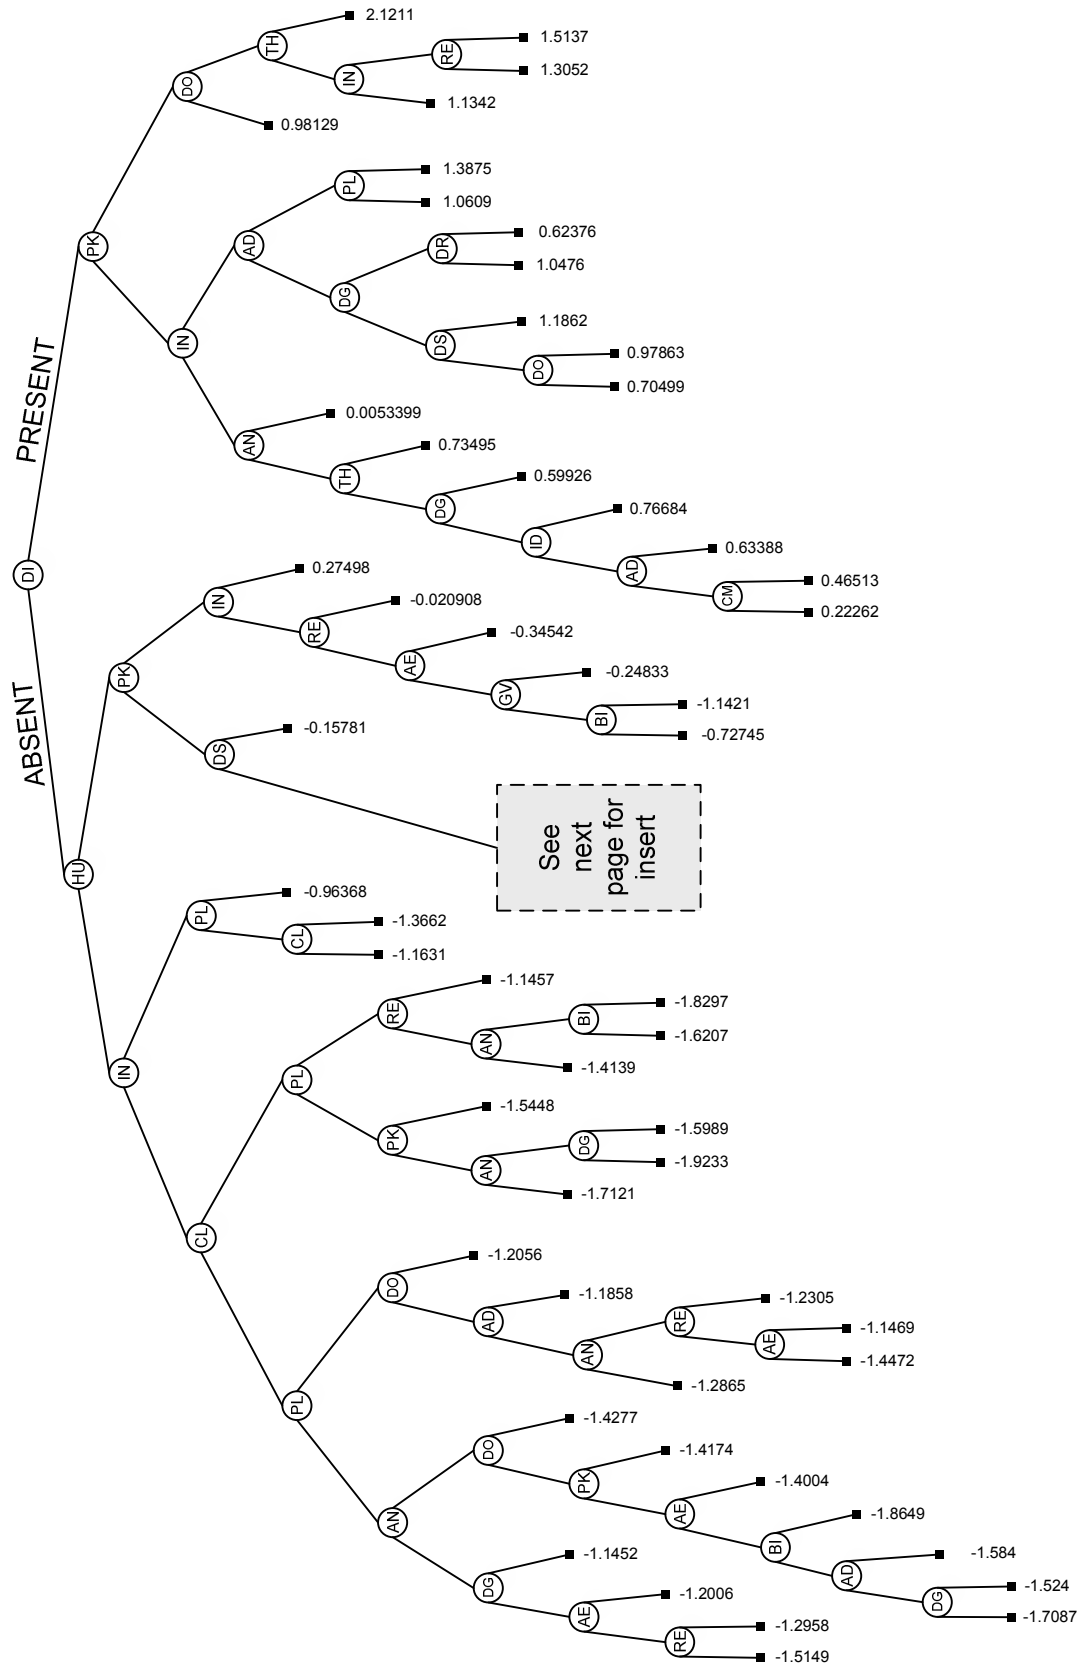 2.1211
TH
1.5137
RE
1.3052
IN
DO
1.1342
0.98129
1.3875
PL
1.0609
0.62376
PK
AD
DR
1.0476
DG
1.1862
IN
DS
0.97863
DO
0.70499
PRESENT
0.0053399
AN
0.73495
TH
0.59926
DG
0.76684
ID
0.63388
AD
DI
0.46513
CM
0.22262
0.27498
IN
-0.020908
RE
-0.34542
AE
PK
-0.24833
GV
-1.1421
BI
-0.72745
ABSENT
-0.15781
DS
See
next
page for
insert
HU
-0.96368
PL
-1.3662
CL
-1.1631
-1.1457
RE
-1.8297
BI
-1.6207
AN
-1.4139
IN
PL
-1.5448
PK
-1.5989
DG
-1.9233
AN
-1.7121
CL
-1.2056
DO
-1.1858
AD
-1.2305
RE
-1.1469
AE
-1.4472
AN
-1.2865
PL
-1.4277
DO
-1.4174
PK
-1.4004
AE
-1.8649
BI
AN
-1.584
AD
-1.524
DG
-1.7087
-1.1452
DG
-1.2006
AE
-1.2958
RE
-1.5149